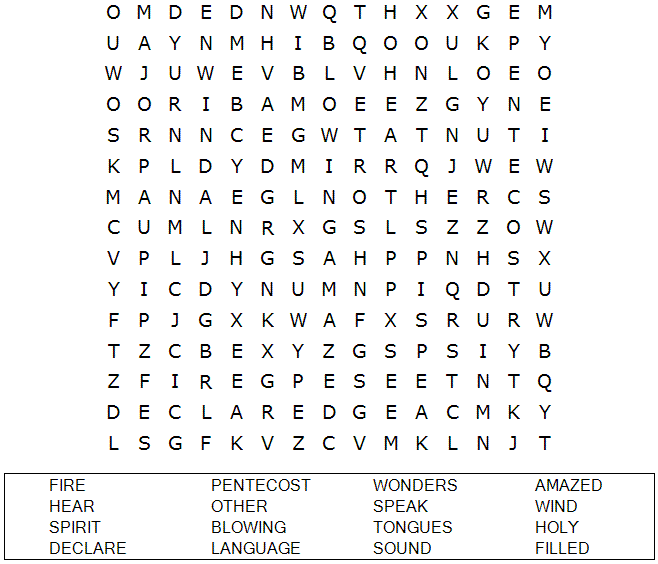 O M D E D N W Q T H X X G E M
U A Y N M H I B Q O O U K P Y
W J U W E V B L V H N L O E O
O O R I B A M O E E Z G Y N E
S R N N C E G W T A T N U T I
K P L D Y D M I R R Q J W E W
M A N A E G L N O T H E R C S
C U M L N R X G S L S Z Z O W
V P L J H G S A H P P N H S X
Y I C D Y N U M N P I Q D T U
F P J G X K W A F X S R U R W
T Z C B E X Y Z G S P S I Y B
Z F I R E G P E S E E T N T Q
D E C L A R E D G E A C M K Y
L S G F K V Z C V M K L N J T
FIRE PENTECOST WONDERS AMAZED
HEAR OTHER SPEAK WIND
SPIRIT BLOWING TONGUES HOLY
DECLARE LANGUAGE SOUND FILLED